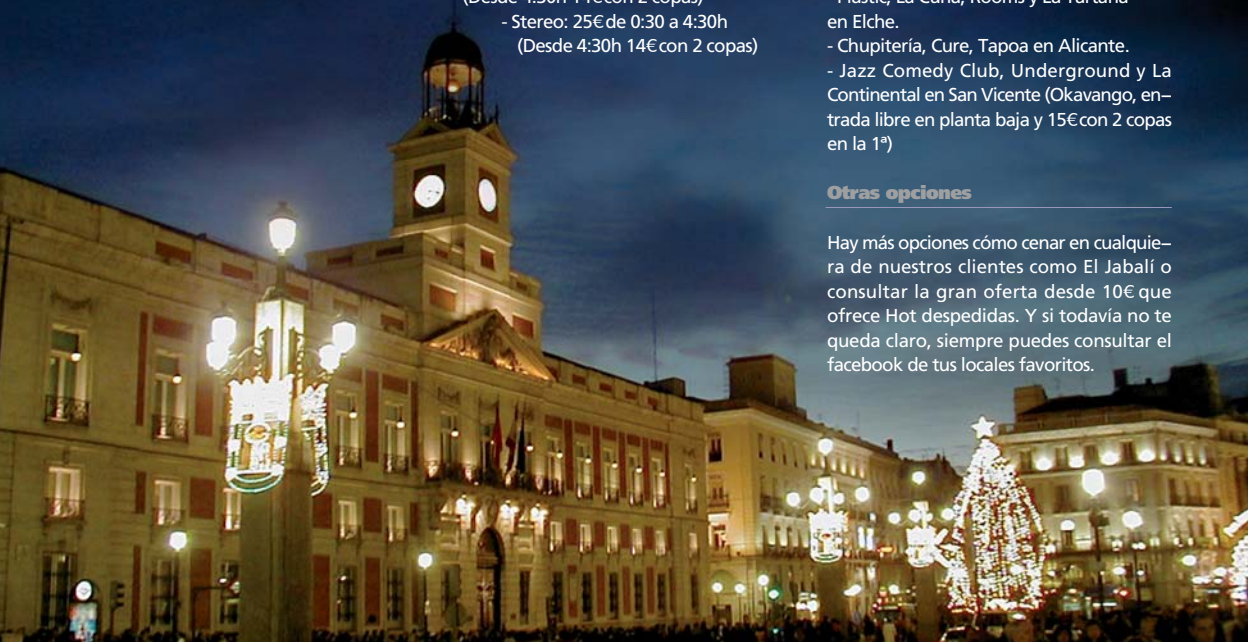 - Stereo: 25€ de 0:30 a 4:30h
(Desde 4:30h 14€ con 2 copas)
en Elche.
- Chupitería, Cure, Tapoa en Alicante.
- Jazz Comedy Club, Underground y La
Continental en San Vicente (Okavango, en-
trada libre en planta baja y 15€ con 2 copas
en la 1ª)
Otras opciones
Hay más opciones cómo cenar en cualquie-
ra de nuestros clientes como El Jabalí o
consultar la gran oferta desde 10€ que
ofrece Hot despedidas. Y si todavía no te
queda claro, siempre puedes consultar el
facebook de tus locales favoritos.